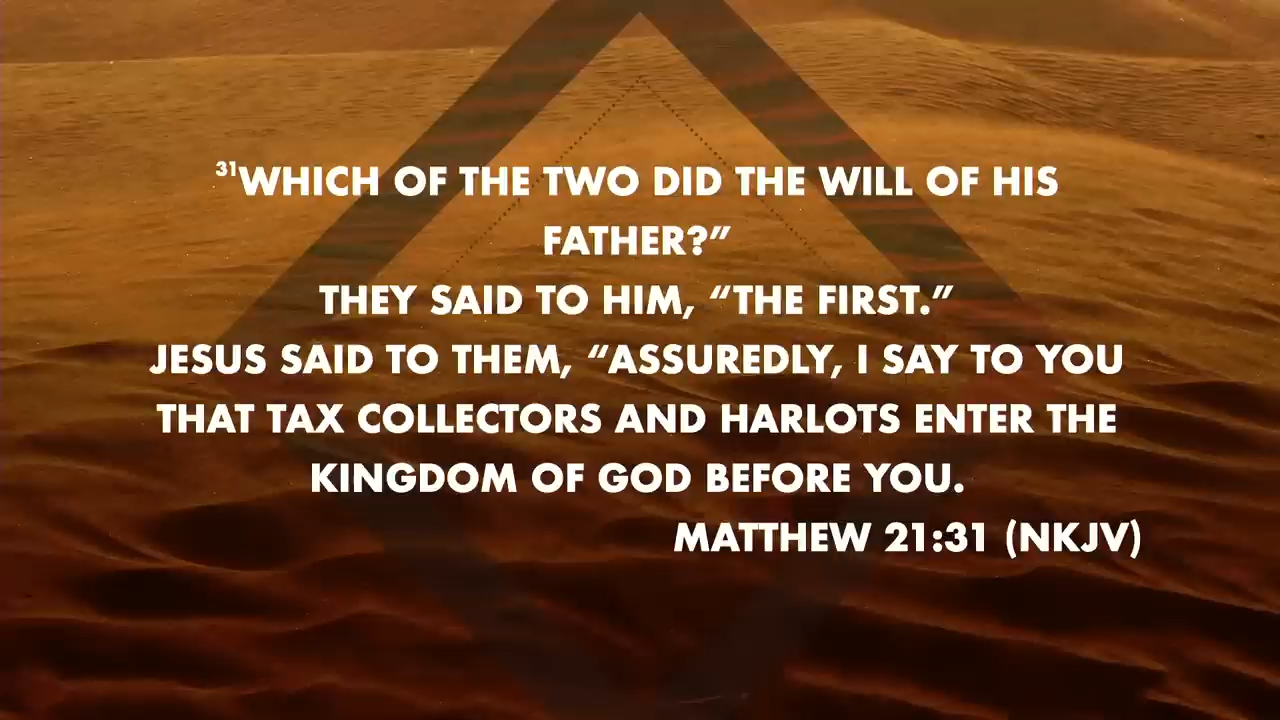 ³¹WHICH OF THE TWO DID THE WILL OF HIS
FATHER?”
THEY SAID TO HIM, “THE FIRST.”
JESUS SAID TO THEM, “ASSUREDLY, I SAY TO YOU
THAT TAX COLLECTORS AND HARLOTS ENTER THE
KINGDOM OF GOD BEFORE YOU.
MATTHEW 21:31 (NKJV)